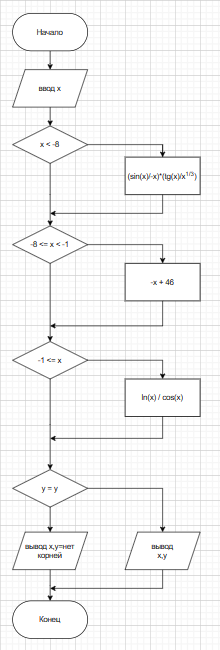 Начало
ввод x
x < -8
(sin(x)/-x)*(tg(x)/x^1/3)
-8 <= x < -1
-x + 46
-1 <= x
ln(x) / cos(x)
y = y
вывод x,y=нет
корней
вывод
x,y
Конец